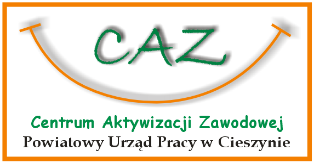 CAZ
Centrum Aktywizacji Zawodowej
Powiatowy Urząd Pracy w Cieszynie